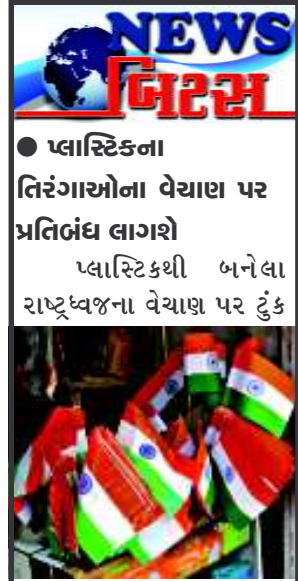 NEWS
બિટ્સ
● પ્લાસ્ટિકના
તિરંગાઓના વેચાણ પર
પ્રતિબંધ લાગશે
પ્લાસ્ટિકથી બનેલા
રાષ્ટ્રધ્વજના વેચાણ પર ટુંક